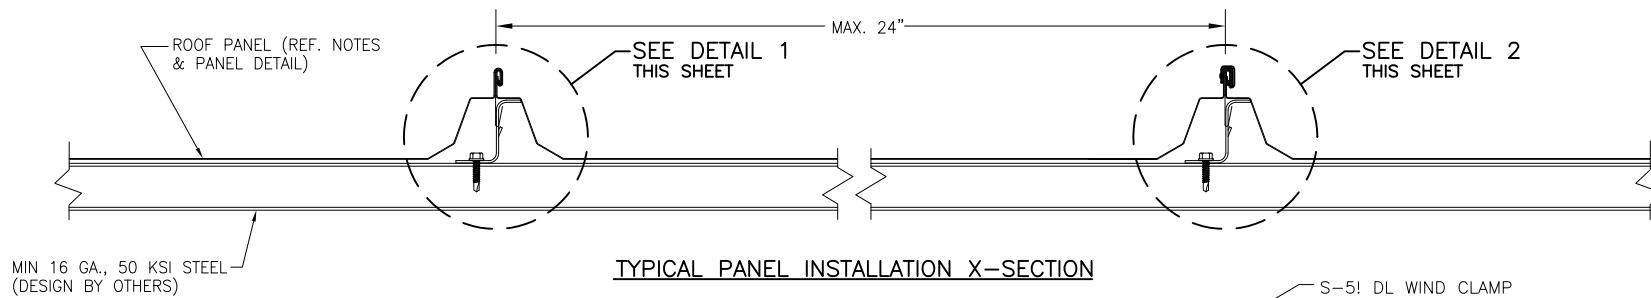 MAX. 24"
ROOF PANEL (REF. NOTES
& PANEL DETAIL)
SEE DETAIL 1
THIS SHEET
SEE DETAIL 2
THIS SHEET
MIN 16 GA., 50 KSI STEEL
(DESIGN BY OTHERS)
TYPICAL PANEL INSTALLATION X-SECTION
S-5! DL WIND CLAMP